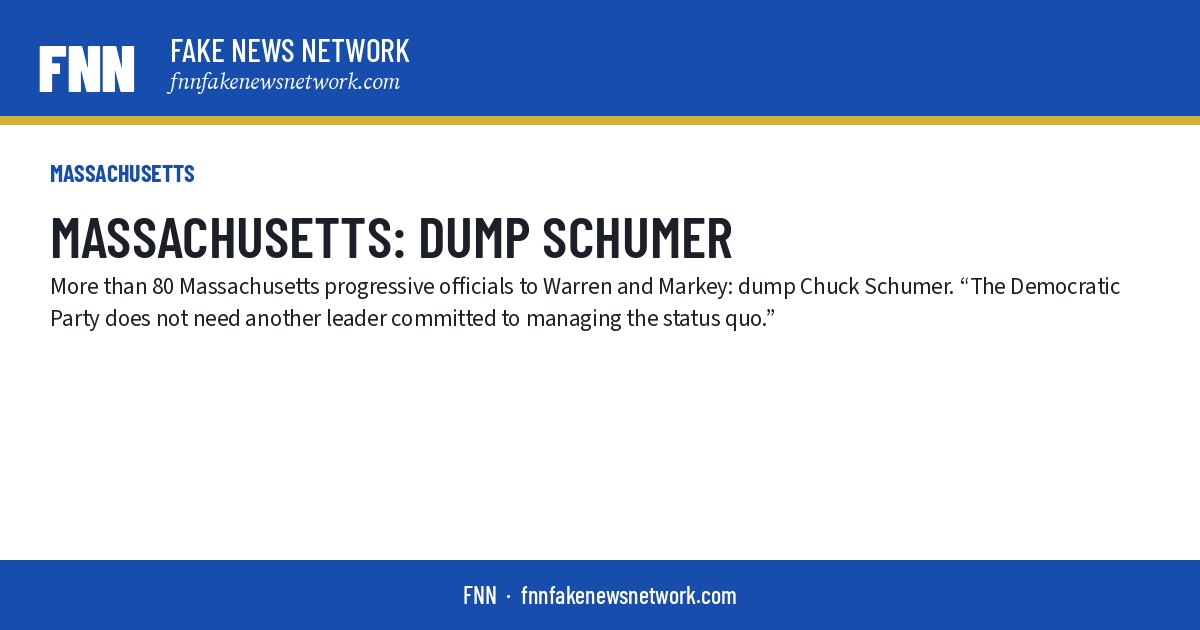 FNN
FAKE NEWS NETWORK
fnnfakenewsnetwork.com
MASSACHUSETTS
MASSACHUSETTS: DUMP SCHUMER
More than 80 Massachusetts progressive officials to Warren and Markey: dump Chuck Schumer. “The Democratic
Party does not need another leader committed to managing the status quo.”
FNN · fnnfakenewsnetwork.com